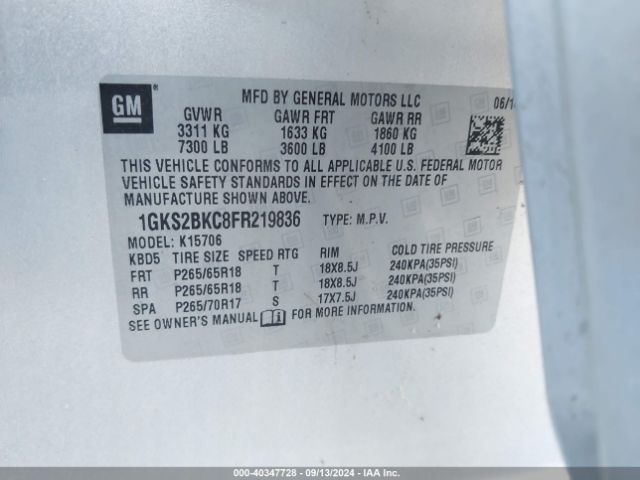 GM
MFD BY GENERAL MOTORS LLC
GVWR GAWR FRT GAWR RR
3311 KG 1633 KG 1860 KG
7300 LB 3600 LB 4100 LB
THIS VEHICLE CONFORMS TO ALL APPLICABLE U.S. FEDERAL MOTOR
VEHICLE SAFETY STANDARDS IN EFFECT ON THE DATE OF
MANUFACTURE SHOWN ABOVE.
1GKS2BKC8FR219836 TYPE: M.P.V.
MODEL: K15706
KBD5 TIRE SIZE SPEED RTG RIM COLD TIRE PRESSURE
FRT P265/65R18 T 18X8.5J 240KPA(35PSI)
RR P265/65R18 T 18X8.5J 240KPA(35PSI)
SPA P265/70R17 S 17X7.5J 240KPA(35PSI)
SEE OWNER'S MANUAL FOR MORE INFORMATION.
000-40347728 - 09/13/2024 - IAAI.COM